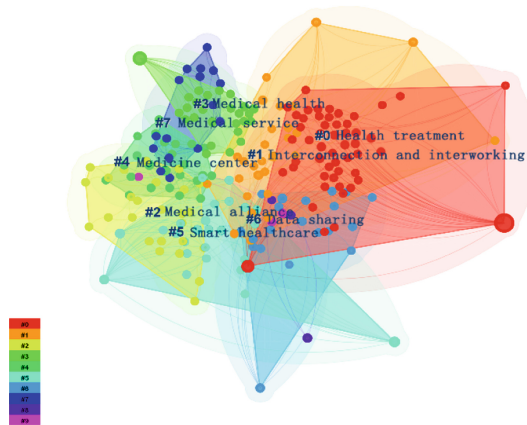 #3 Medical health
#7 Medical service
#0 Health treatment
#4 Medicine center
#1 Interconnection and interworking
#2 Medical alliance
#6 Data sharing
#5 Smart healthcare
#0
#1
#2
#3
#4
#5
#6
#7
#8
#9